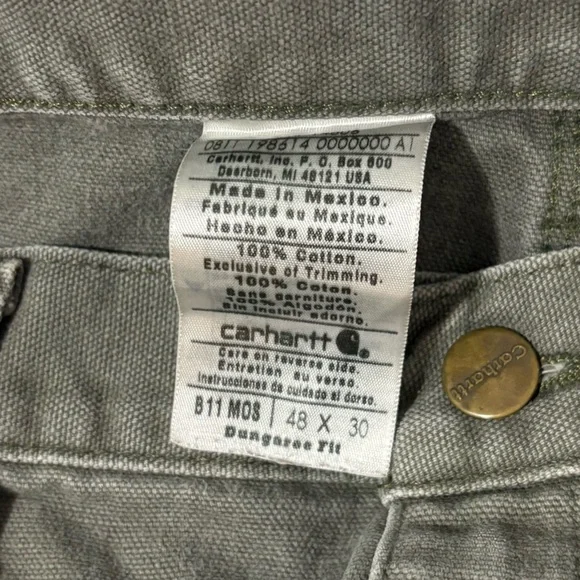 0811 198614 0000000 A1
Carhartt, Inc. P. O. Box 600
Dearborn, MI 48121 USA
Made in Mexico.
Fabriqué au Mexique.
Hecho en México.
100% Cotton.
Exclusive of Trimming.
100% Coton.
Sans garniture.
100% Algodón.
Sin incluir adorno.
carhartt
Care on reverse side.
Entretien au verso.
Instrucciones de cuidado al dorso.
B11 MOS | 48 X 30
Dungaree Fit
Carhartt